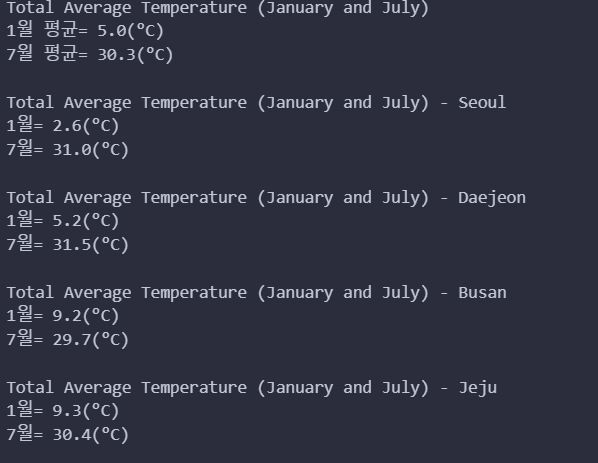 Total Average Temperature (January and July)
1월 평균= 5.0(℃)
7월 평균= 30.3(℃)
Total Average Temperature (January and July) - Seoul
1월= 2.6(℃)
7월= 31.0(℃)
Total Average Temperature (January and July) - Daejeon
1월= 5.2(℃)
7월= 31.5(℃)
Total Average Temperature (January and July) - Busan
1월= 9.2(℃)
7월= 29.7(℃)
Total Average Temperature (January and July) - Jeju
1월= 9.3(℃)
7월= 30.4(℃)